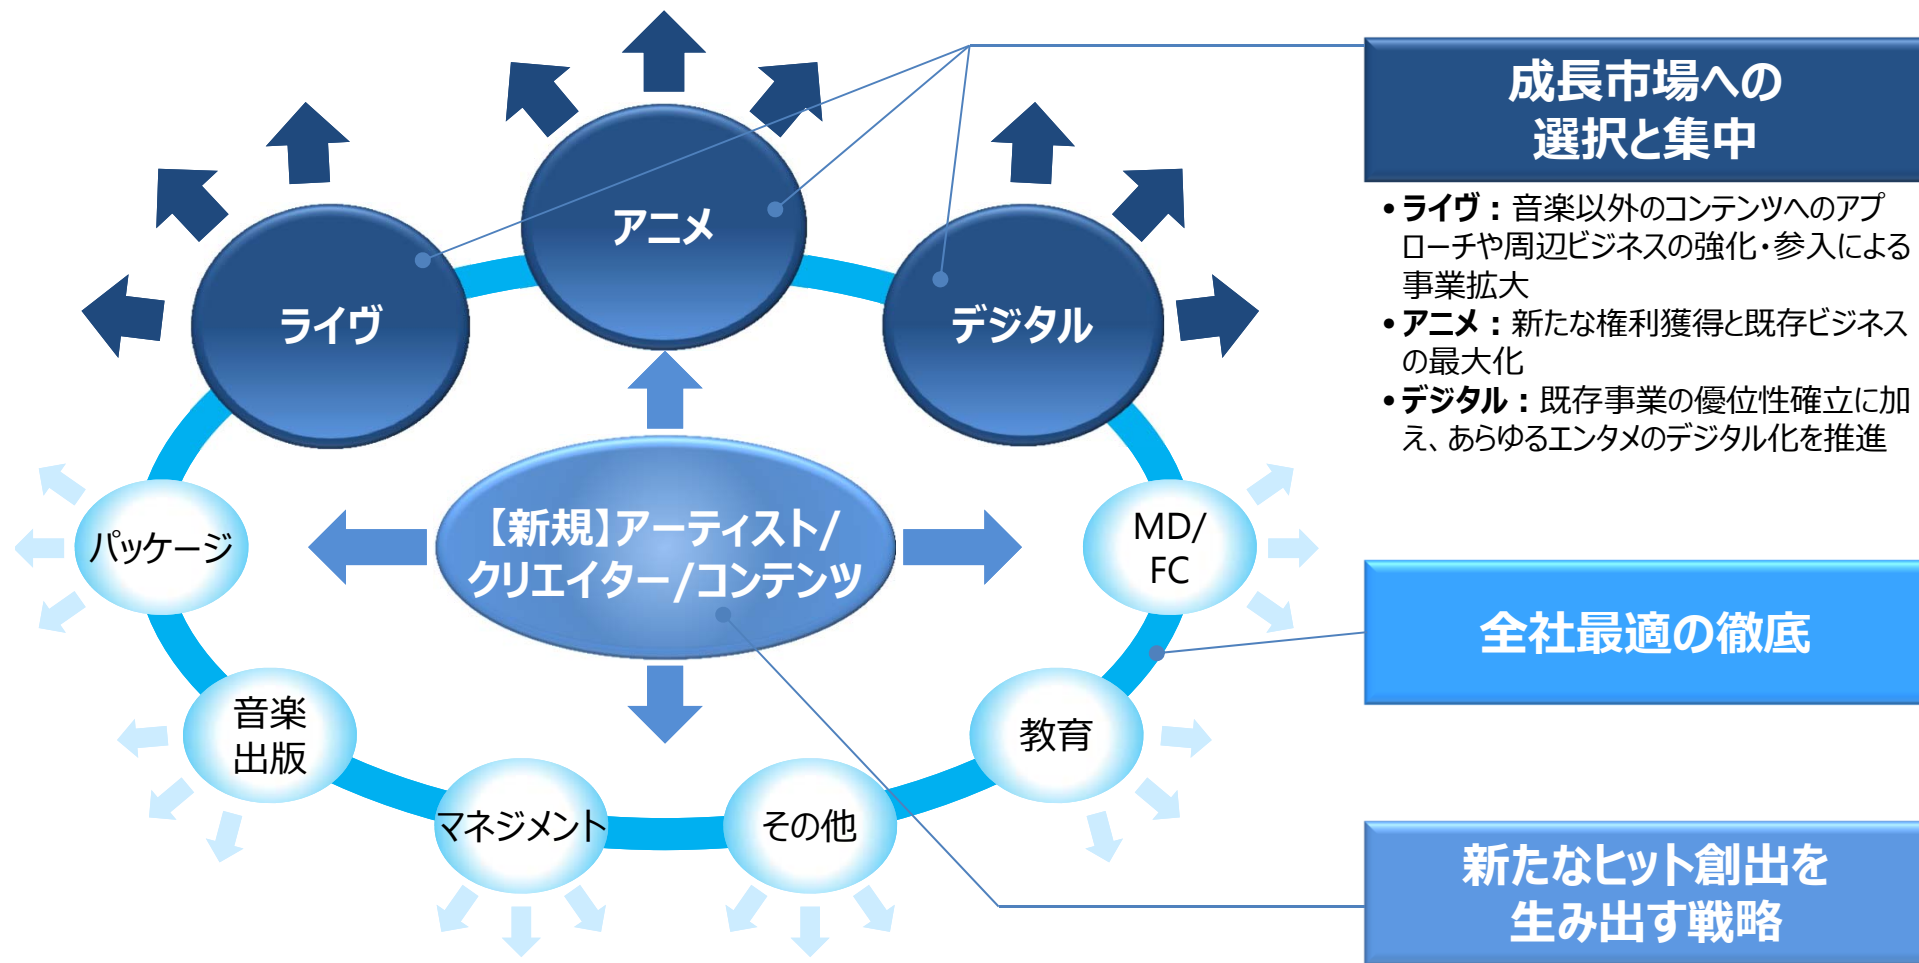 アニメ
ライヴ
デジタル
【新規】アーティスト/
クリエイター/コンテンツ
パッケージ
MD/
FC
音楽
出版
教育
マネジメント
その他
成長市場への
選択と集中
•ライヴ：音楽以外のコンテンツへのアプ
ローチや周辺ビジネスの強化・参入による
事業拡大
•アニメ：新たな権利獲得と既存ビジネス
の最大化
•デジタル：既存事業の優位性確立に加
え、あらゆるエンタメのデジタル化を推進
全社最適の徹底
新たなヒット創出を
生み出す戦略